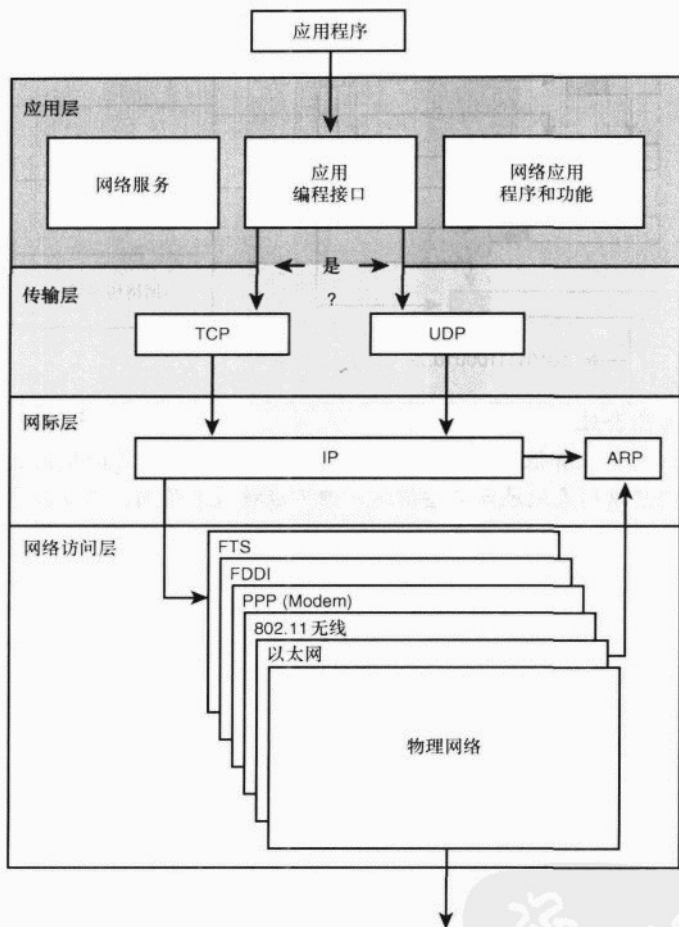 应用程序
应用层
网络服务
应用
编程接口
网络应用
程序和功能
是
?
传输层
TCP
UDP
网际层
IP
ARP
网络访问层
FTS
FDDI
PPP (Modem)
802.11 无线
以太网
物理网络